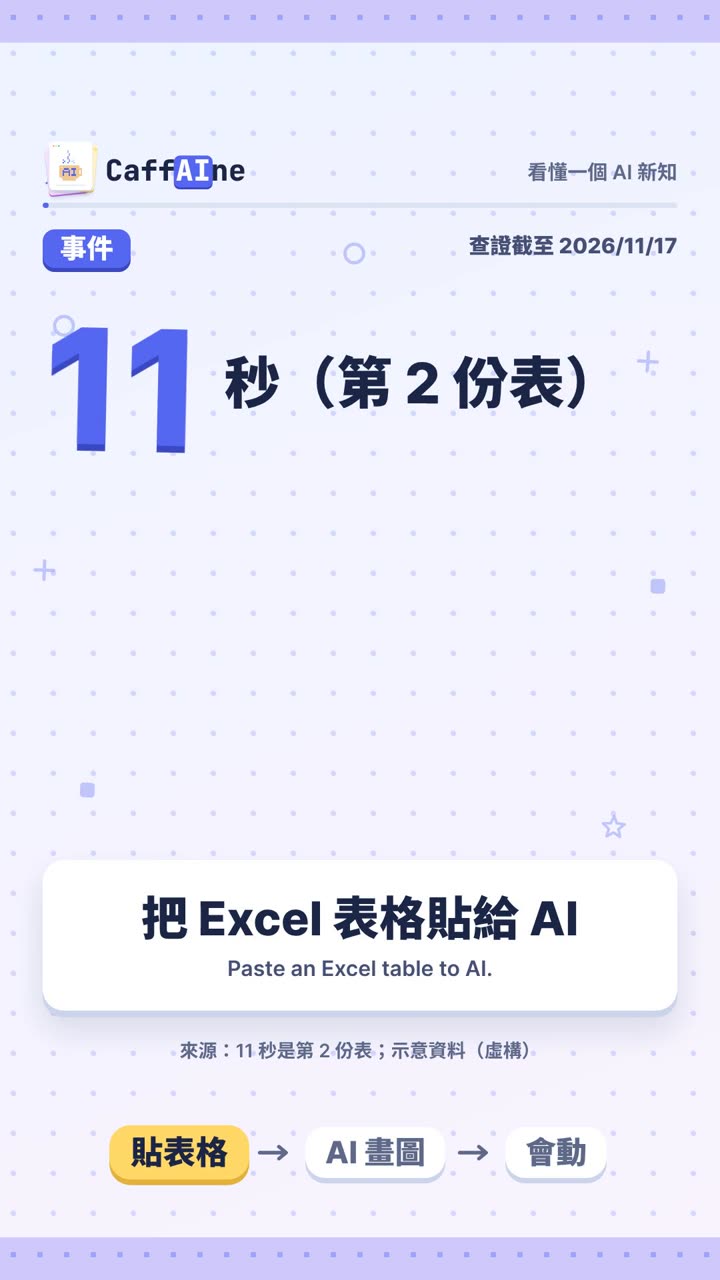 AI
CaffAIne
看懂一個 AI 新知
事件
查證截至 2026/11/17
11 秒（第 2 份表）
把 Excel 表格貼給 AI
Paste an Excel table to AI.
來源：11 秒是第 2 份表；示意資料（虛構）
貼表格 → AI 畫圖 → 會動